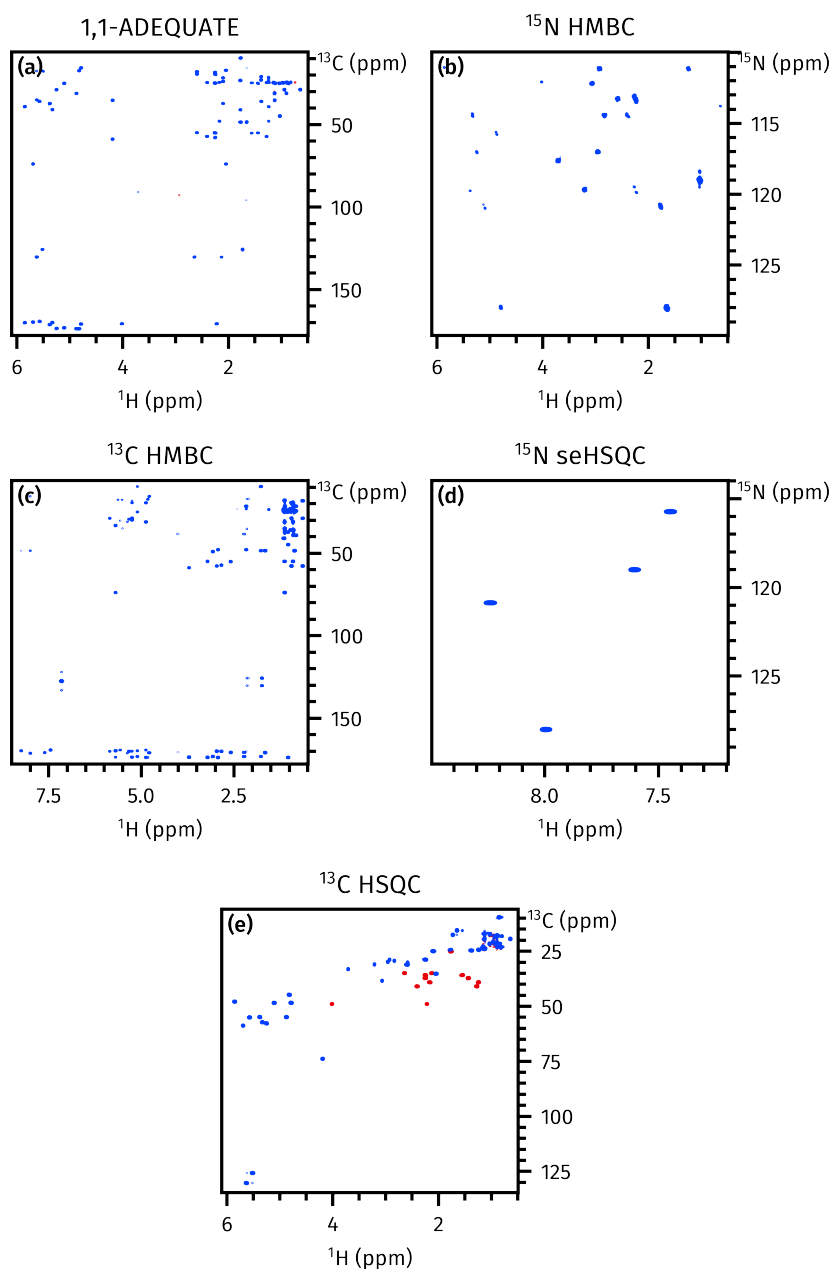 1,1-ADEQUATE
15N HMBC
(a)
13C (ppm)
50
100
150
6
4
2
1H (ppm)
(b)
15N (ppm)
115
120
125
6
4
2
1H (ppm)
13C HMBC
15N seHSQC
(c)
13C (ppm)
50
100
150
7.5
5.0
2.5
1H (ppm)
(d)
15N (ppm)
120
125
8.0
7.5
1H (ppm)
13C HSQC
(e)
13C (ppm)
25
50
75
100
125
6
4
2
1H (ppm)